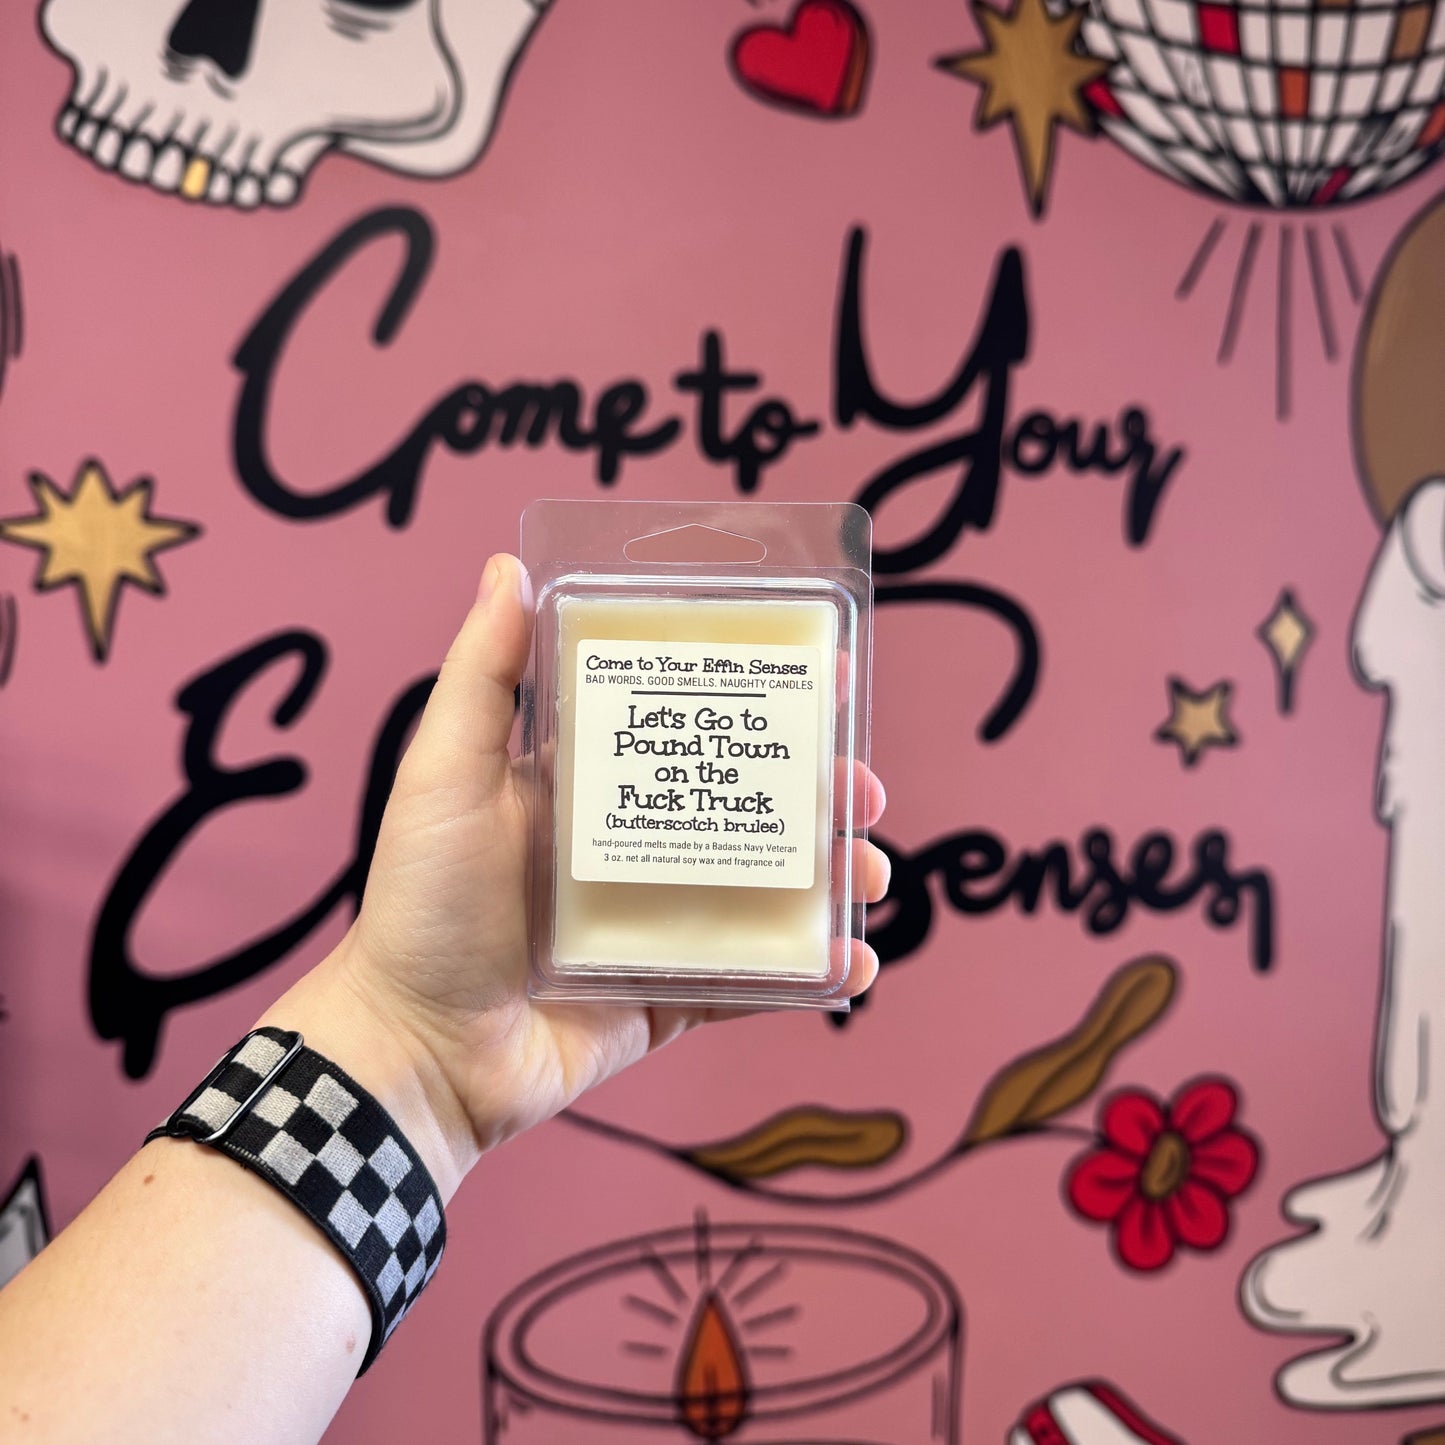 Come to Your
Eff Senses
Come to Your Effin Senses
BAD WORDS. GOOD SMELLS. NAUGHTY CANDLES
Let's Go to
Pound Town
on the
Fuck Truck
(butterscotch brulee)
hand-poured melts made by a Badass Navy Veteran
3 oz. net all natural soy wax and fragrance oil